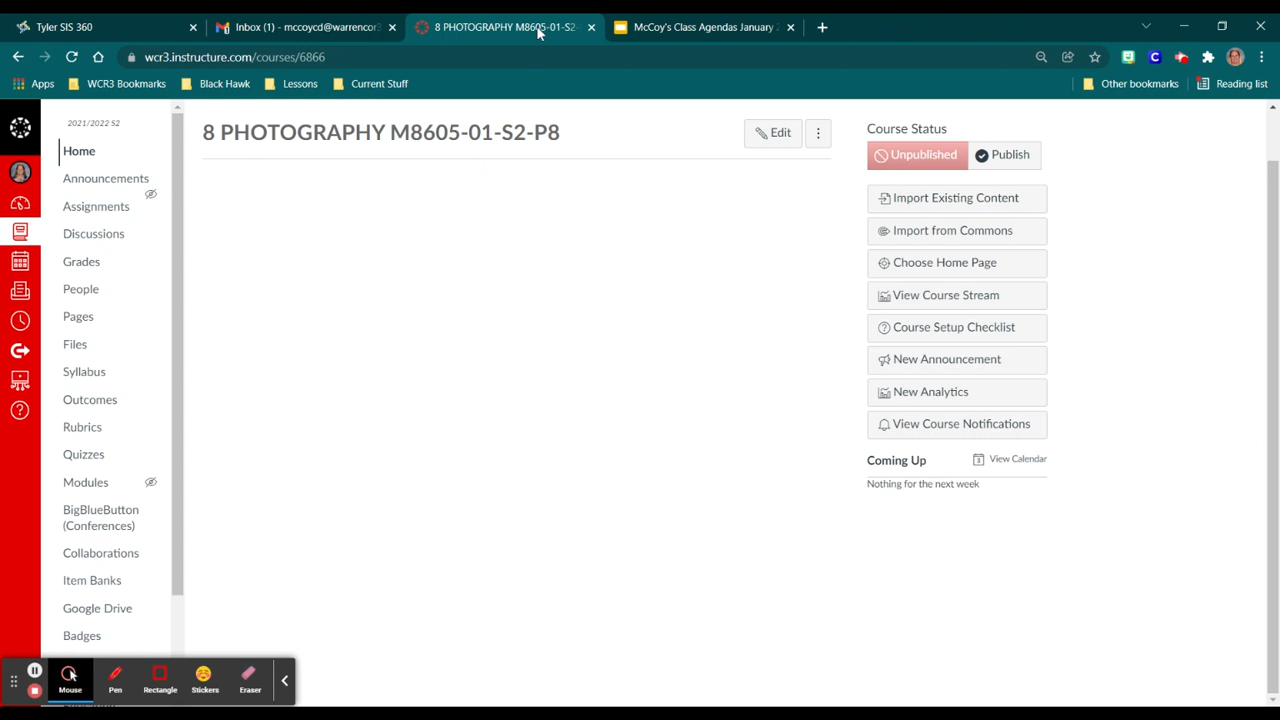 Tyler SIS 360
Inbox (1) - mccoycd@warrencor
8 PHOTOGRAPHY M8605-01-S2-
McCoy's Class Agendas January
wcr3.instructure.com/courses/6866
Apps
WCR3 Bookmarks
Black Hawk
Lessons
Current Stuff
Other bookmarks
Reading list
2021/2022 S2
Home
Announcements
Assignments
Discussions
Grades
People
Pages
Files
Syllabus
Outcomes
Rubrics
Quizzes
Modules
BigBlueButton
(Conferences)
Collaborations
Item Banks
Google Drive
Badges
8 PHOTOGRAPHY M8605-01-S2-P8
Edit
Course Status
Unpublished
Publish
Import Existing Content
Import from Commons
Choose Home Page
View Course Stream
Course Setup Checklist
New Announcement
New Analytics
View Course Notifications
Coming Up
View Calendar
Nothing for the next week
Mouse
Pen
Rectangle
Stickers
Eraser